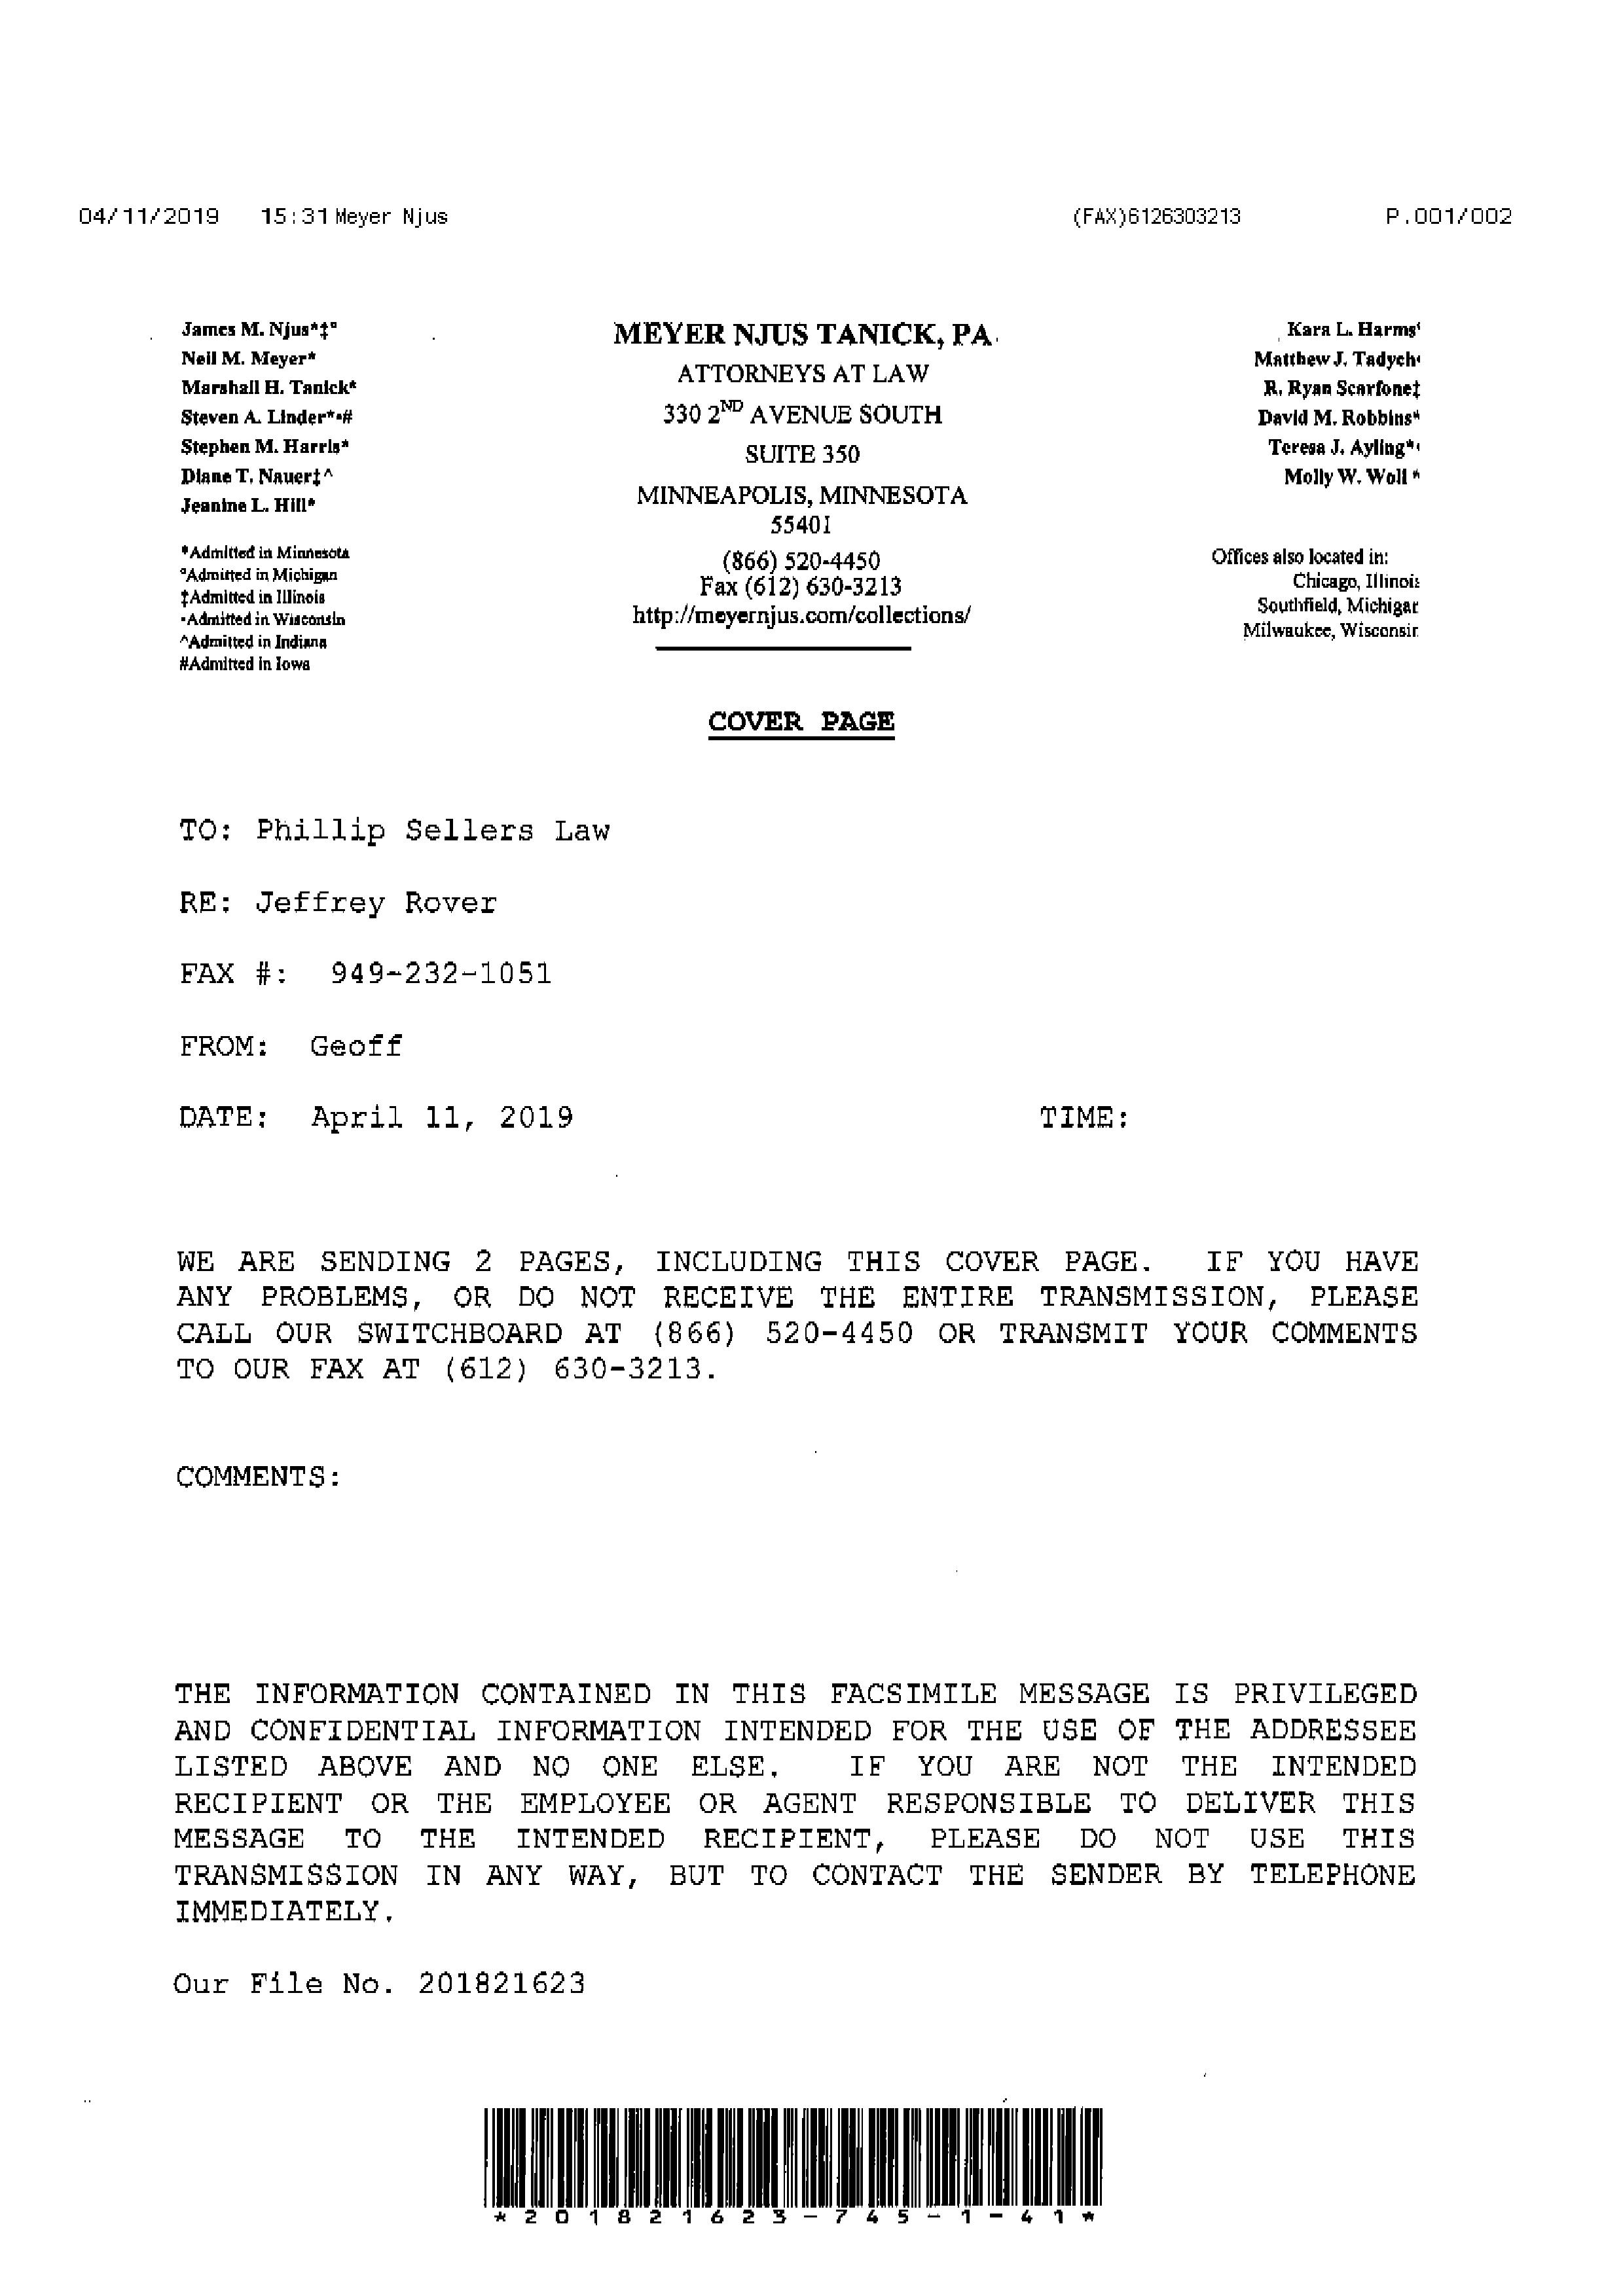 04/11/2019 15:31 Meyer Njus (FAX)6126303213 P.001/002
James M. Njus*‡°
Neil M. Meyer*
Marshall H. Tanick*
Steven A. Linder*•#
Stephen M. Harris*
Diane T. Nauer‡^
Jeanine L. Hill*
*Admitted in Minnesota
°Admitted in Michigan
‡Admitted in Illinois
•Admitted in Wisconsin
^Admitted in Indiana
#Admitted in Iowa
MEYER NJUS TANICK, PA
ATTORNEYS AT LAW
330 2ND AVENUE SOUTH
SUITE 350
MINNEAPOLIS, MINNESOTA
55401
(866) 520-4450
Fax (612) 630-3213
http://meyernjus.com/collections/
Kara L. Harms
Matthew J. Tadych
R. Ryan Scarfone‡
David M. Robbins*
Teresa J. Ayling*
Molly W. Woll *
Offices also located in:
Chicago, Illinois
Southfield, Michigan
Milwaukee, Wisconsin
COVER PAGE
TO: Phillip Sellers Law
RE: Jeffrey Rover
FAX #: 949-232-1051
FROM: Geoff
DATE: April 11, 2019 TIME:
WE ARE SENDING 2 PAGES, INCLUDING THIS COVER PAGE. IF YOU HAVE
ANY PROBLEMS, OR DO NOT RECEIVE THE ENTIRE TRANSMISSION, PLEASE
CALL OUR SWITCHBOARD AT (866) 520-4450 OR TRANSMIT YOUR COMMENTS
TO OUR FAX AT (612) 630-3213.
COMMENTS:
THE INFORMATION CONTAINED IN THIS FACSIMILE MESSAGE IS PRIVILEGED
AND CONFIDENTIAL INFORMATION INTENDED FOR THE USE OF THE ADDRESSEE
LISTED ABOVE AND NO ONE ELSE. IF YOU ARE NOT THE INTENDED
RECIPIENT OR THE EMPLOYEE OR AGENT RESPONSIBLE TO DELIVER THIS
MESSAGE TO THE INTENDED RECIPIENT, PLEASE DO NOT USE THIS
TRANSMISSION IN ANY WAY, BUT TO CONTACT THE SENDER BY TELEPHONE
IMMEDIATELY.
Our File No. 201821623
*201821623-745-1-41*